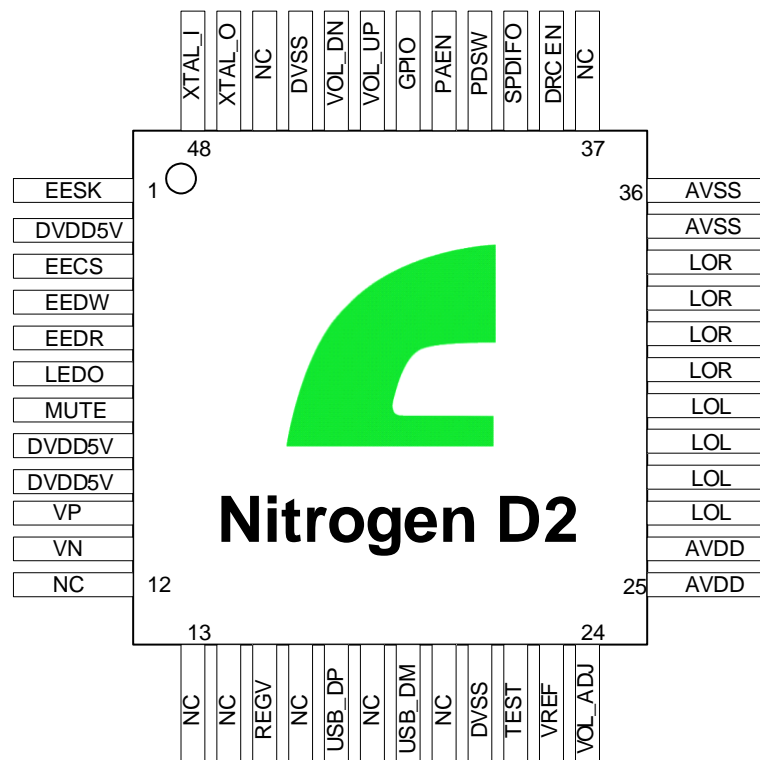 XTAL_I
XTAL_O
NC
DVSS
VOL_DN
VOL_UP
GPIO
PAEN
PDSW
SPDIFO
DRCEN
NC
48
37
EESK
1
36
AVSS
DVDD5V
AVSS
EECS
LOR
EEDW
LOR
EEDR
LOR
LEDO
LOR
MUTE
LOL
DVDD5V
LOL
DVDD5V
LOL
VP
LOL
Nitrogen D2
VN
AVDD
NC
12
25
AVDD
13
24
NC
NC
REGV
NC
USB_DP
NC
USB_DM
NC
DVSS
TEST
VREF
VOL_ADJ